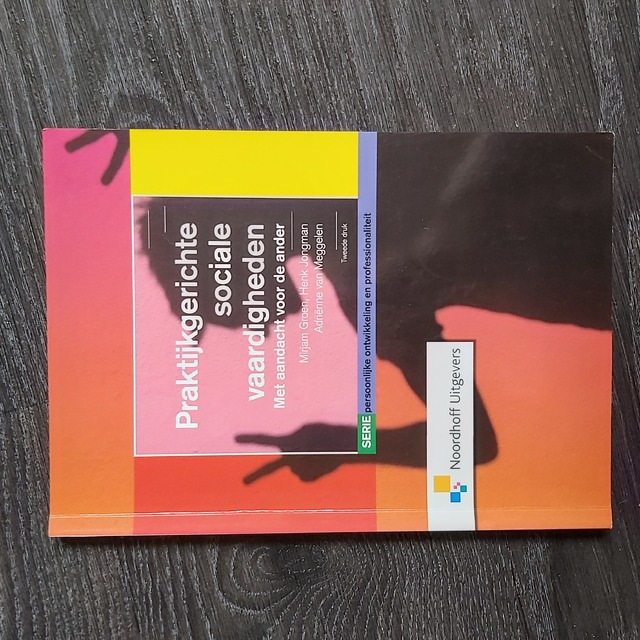 Praktijkgerichte
sociale
vaardigheden
Met aandacht voor de ander
Mirjam Groen, Henk Jongman
Adriënne van Meggelen
Tweede druk
SERIE persoonlijke ontwikkeling en professionaliteit
Noordhoff Uitgevers